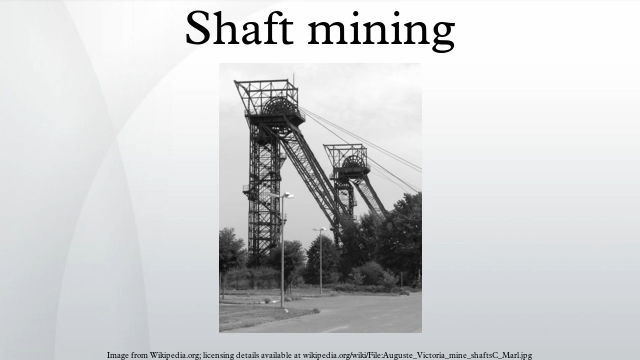 Shaft mining
Image from Wikipedia.org; licensing details available at wikipedia.org/wiki/File:Auguste_Victoria_mine_shaftsC_Marl.jpg